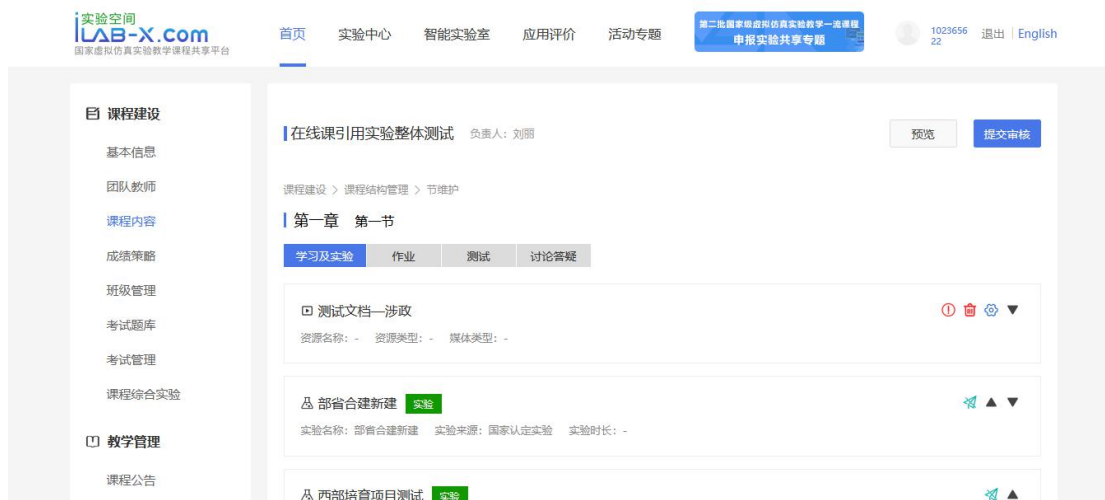 实验空间
iLAB-X.com
国家虚拟仿真实验教学课程共享平台
首页 实验中心 智能实验室 应用评价 活动专题
第二批国家级虚拟仿真实验教学一流课程
申报实验共享专题
1023656
22
退出 English
课程建设
基本信息
团队教师
课程内容
成绩策略
班级管理
考试题库
考试管理
课程综合实验
教学管理
课程公告
在线课引用实验整体测试 负责人：刘丽
预览 提交审核
课程建设 > 课程结构管理 > 节维护
第一章 第一节
学习及实验 作业 测试 讨论答疑
测试文档—涉政
资源名称：- 资源类型：- 媒体类型：-
部省合建新建 实验
实验名称：部省合建新建 实验来源：国家认定实验 实验时长：-
西部培育项目测试 实验